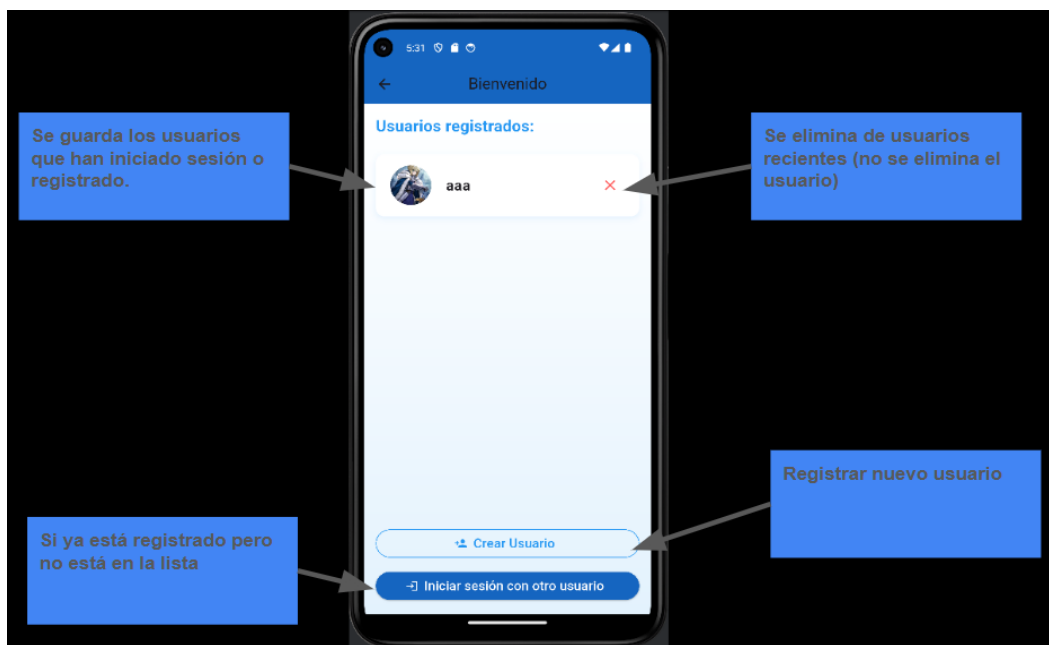 5:31
Bienvenido
Usuarios registrados:
Se guarda los usuarios
que han iniciado sesión o
registrado.
aaa
Se elimina de usuarios
recientes (no se elimina el
usuario)
Registrar nuevo usuario
Si ya está registrado pero
no está en la lista
Crear Usuario
Iniciar sesión con otro usuario